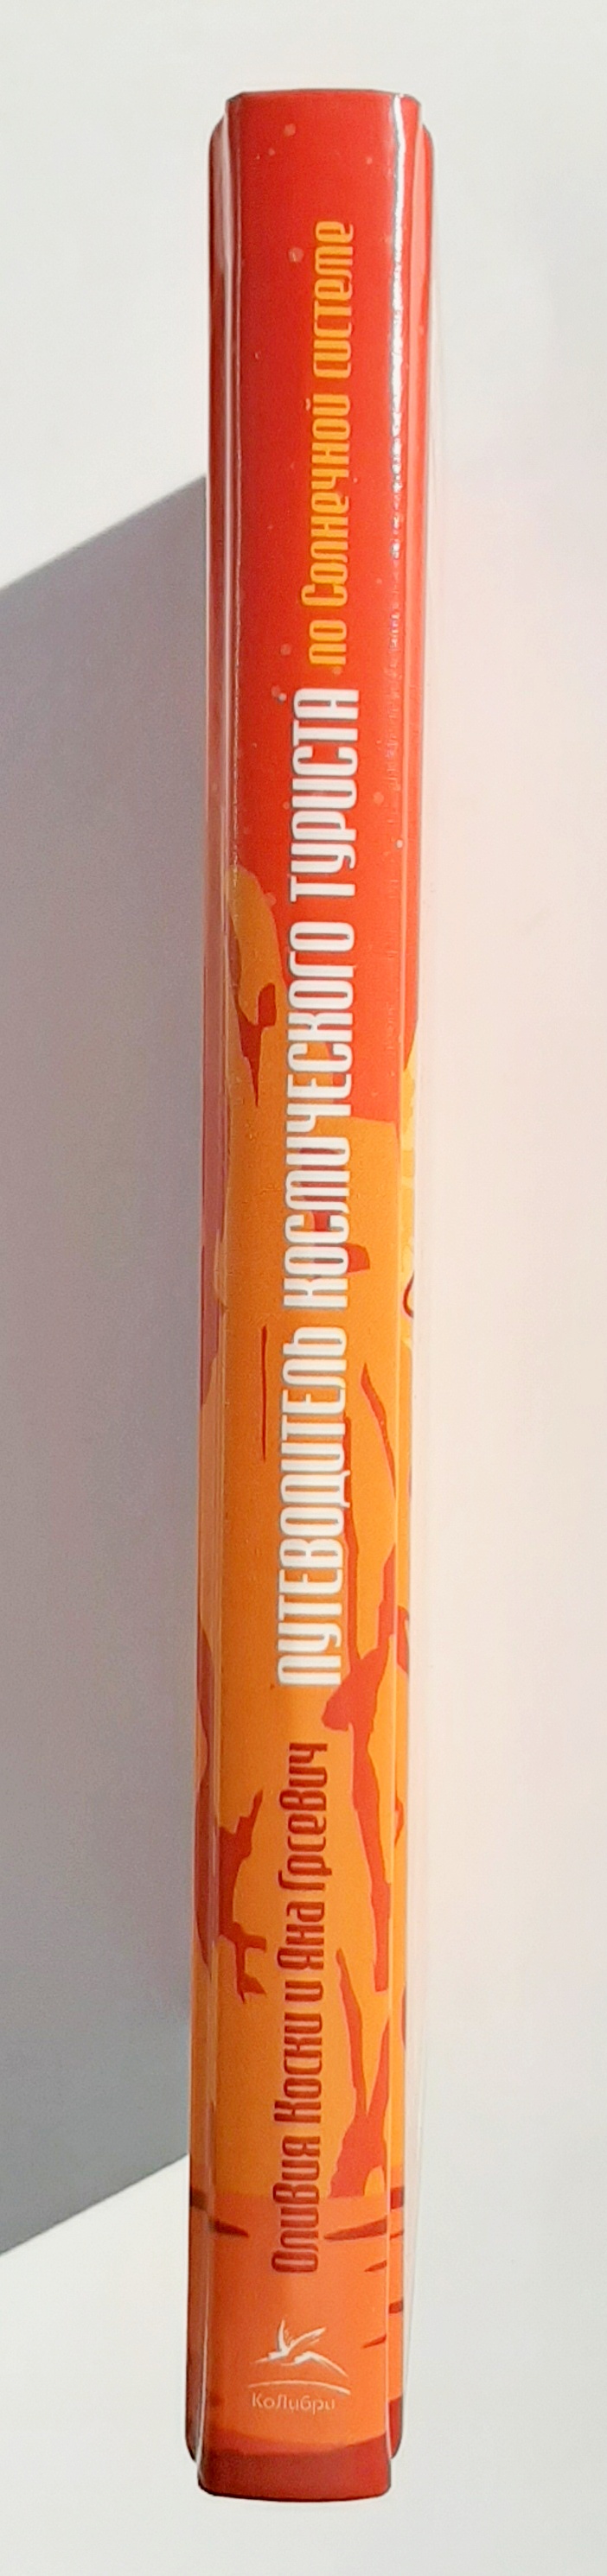 Оливия Коски и Яна Грсевич
ПУТЕВОДИТЕЛЬ КОСМИЧЕСКОГО ТУРИСТА
по Солнечной системе
КоЛибри